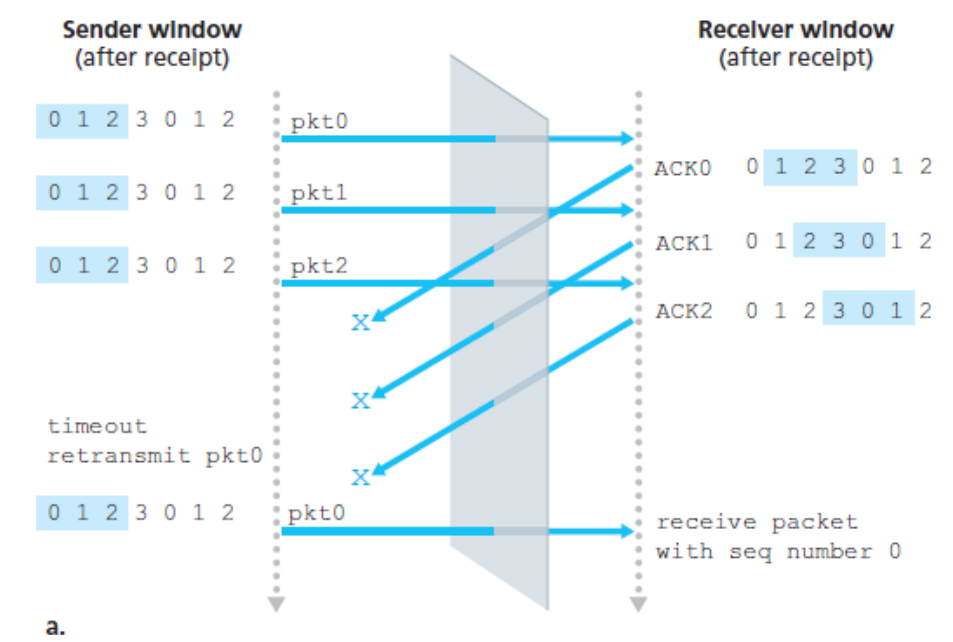 Sender window
(after receipt)
Receiver window
(after receipt)
0 1 2 3 0 1 2
pkt0
ACK0 0 1 2 3 0 1 2
0 1 2 3 0 1 2
pkt1
ACK1 0 1 2 3 0 1 2
0 1 2 3 0 1 2
pkt2
ACK2 0 1 2 3 0 1 2
X
X
timeout
retransmit pkt0
X
0 1 2 3 0 1 2
pkt0
receive packet
with seq number 0
a.